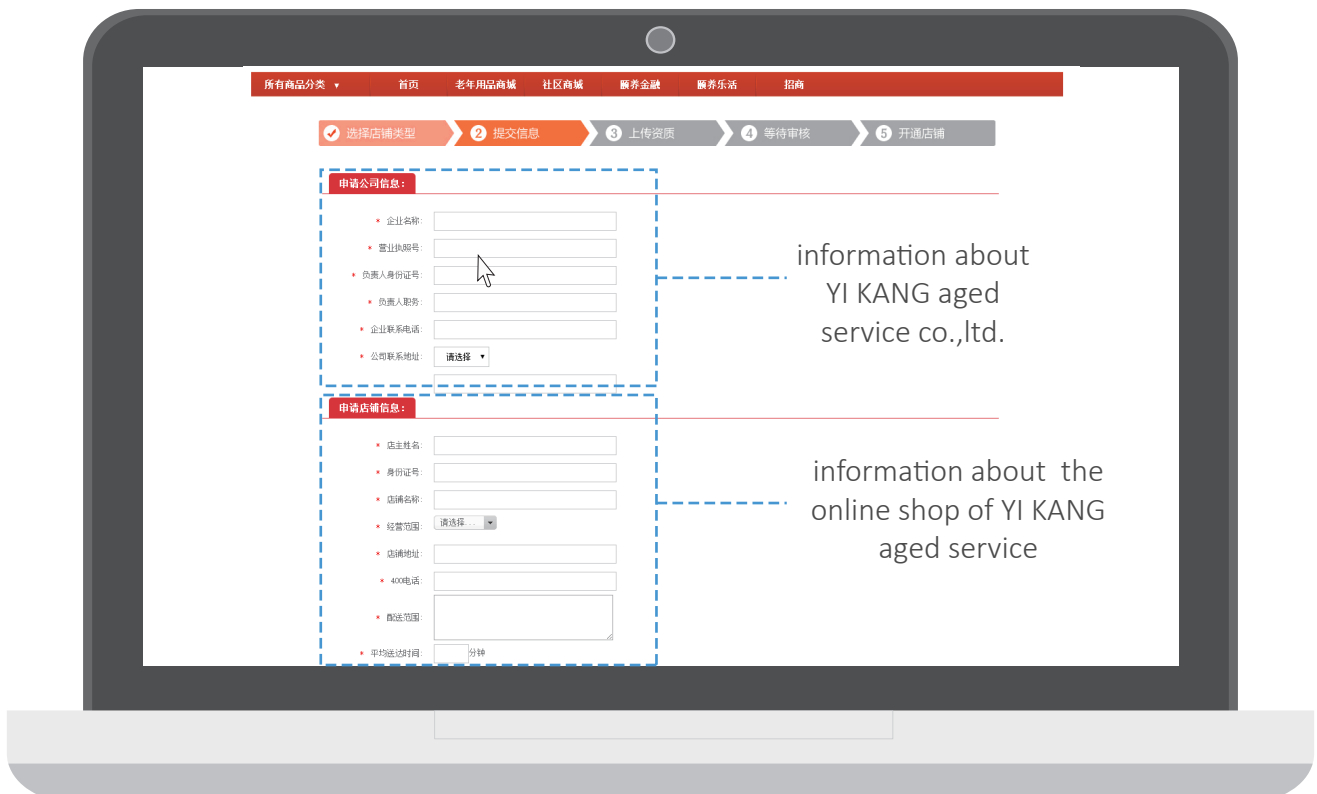 所有商品分类 ▼ 首页 老年用品商城 社区商城 颐养金融 颐养乐活 招商
选择店铺类型 2 提交信息 3 上传资质 4 等待审核 5 开通店铺
申请公司信息：
* 企业名称:
* 营业执照号:
* 负责人身份证号:
* 负责人职务:
* 企业联系电话:
* 公司联系地址: 请选择 ▼
information about
YI KANG aged
service co.,ltd.
申请店铺信息：
* 店主姓名:
* 身份证号:
* 店铺名称:
* 经营范围: 请选择...
* 店铺地址:
* 400电话:
* 配送范围:
* 平均送达时间: 分钟
information about the
online shop of YI KANG
aged service